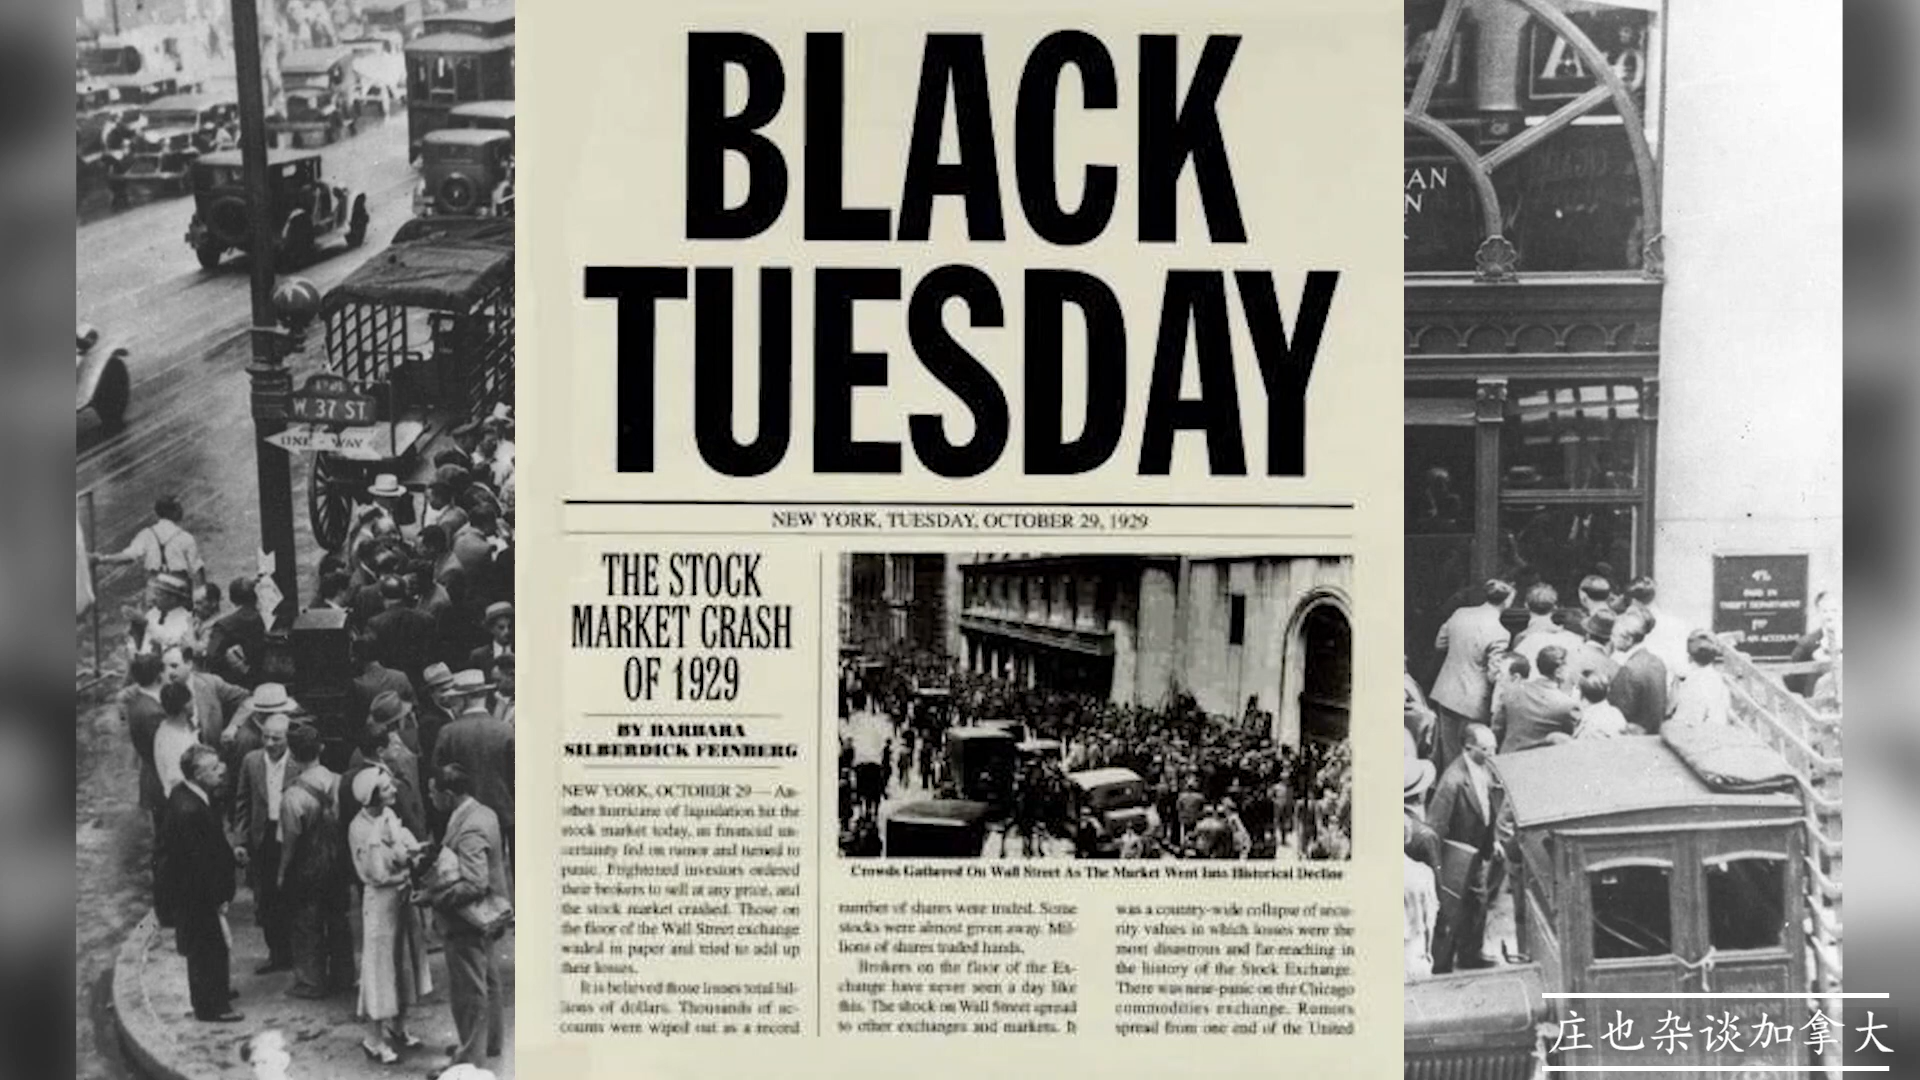 BLACK
TUESDAY
NEW YORK, TUESDAY, OCTOBER 29, 1929
THE STOCK
MARKET CRASH
OF 1929
BY BARBARA
SILBERDICK FEINBERG
NEW YORK, OCTOBER 29 — An-
other hurricane of liquidation hit the
stock market today, as financial un-
certainty fed on rumor and turned to
panic. Frightened investors ordered
their brokers to sell at any price, and
the stock market crashed. Those on
the floor of the Wall Street exchange
waded in paper and tried to add up
their losses.
It is believed those losses total bil-
lions of dollars. Thousands of ac-
counts were wiped out as a record
Crowds Gathered On Wall Street As The Market Went Into Historical Decline
number of shares were traded. Some
stocks were almost given away. Mil-
lions of shares traded hands.
Brokers on the floor of the Ex-
change have never seen a day like
this. The shock on Wall Street spread
to other exchanges and markets. It
was a country-wide collapse of secu-
rity values in which losses were the
most disastrous and far-reaching in
the history of the Stock Exchange.
There was near-panic on the Chicago
commodities exchange. Rumors
spread from one end of the United
W. 37 ST.
ONE-WAY
AN
N
4%
PAID IN
THRIFT DEPARTMENT
AN ACCOUNT
庄也杂谈加拿大